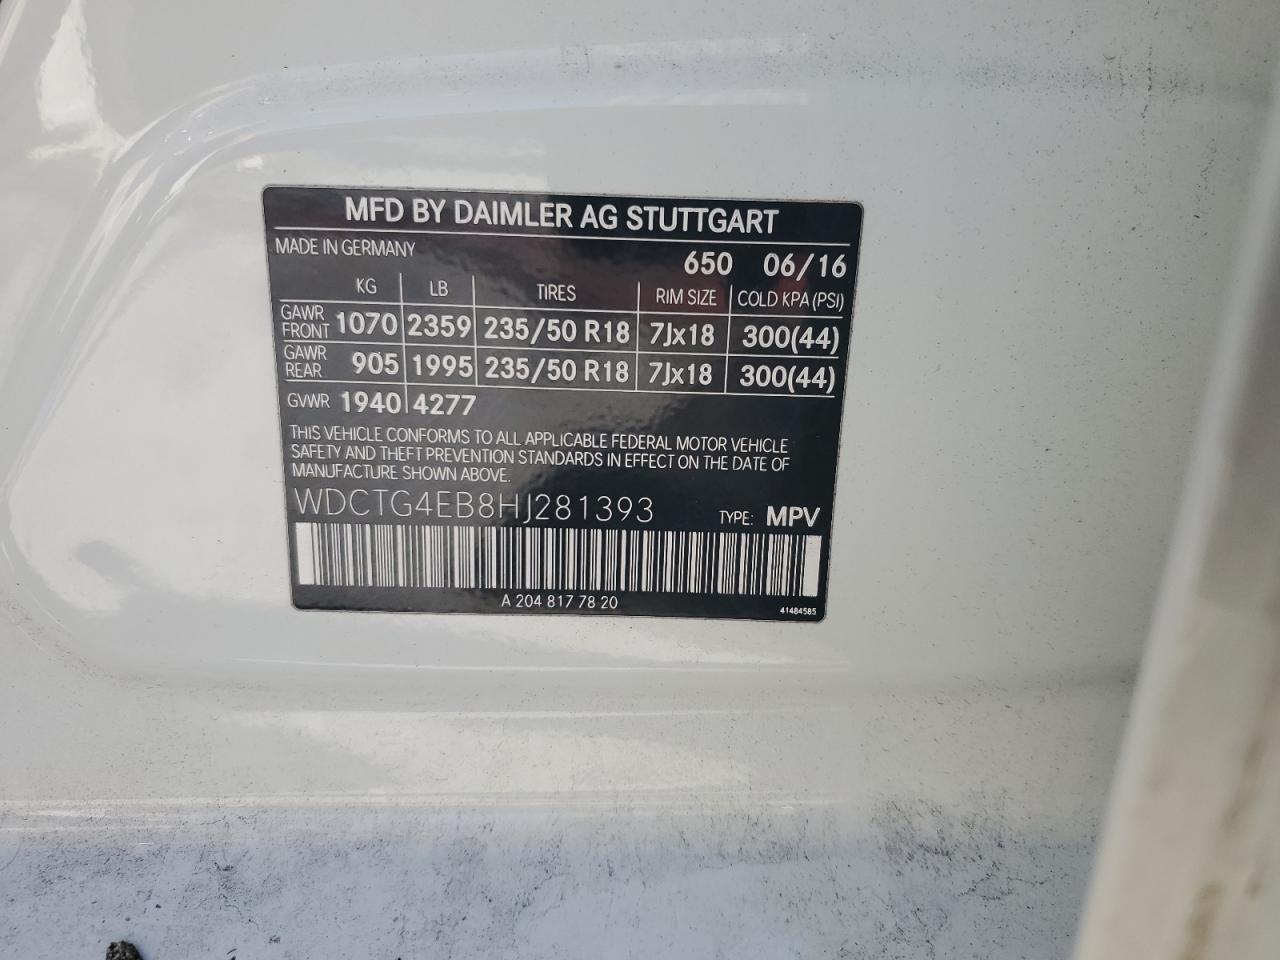 MFD BY DAIMLER AG STUTTGART
MADE IN GERMANY 650 06/16
KG LB TIRES RIM SIZE COLD KPA (PSI)
GAWR FRONT 1070 2359 235/50 R18 7Jx18 300(44)
GAWR REAR 905 1995 235/50 R18 7Jx18 300(44)
GVWR 1940 4277
THIS VEHICLE CONFORMS TO ALL APPLICABLE FEDERAL MOTOR VEHICLE
SAFETY AND THEFT PREVENTION STANDARDS IN EFFECT ON THE DATE OF
MANUFACTURE SHOWN ABOVE.
WDCTG4EB8HJ281393 TYPE: MPV
A 204 817 78 20 41484585